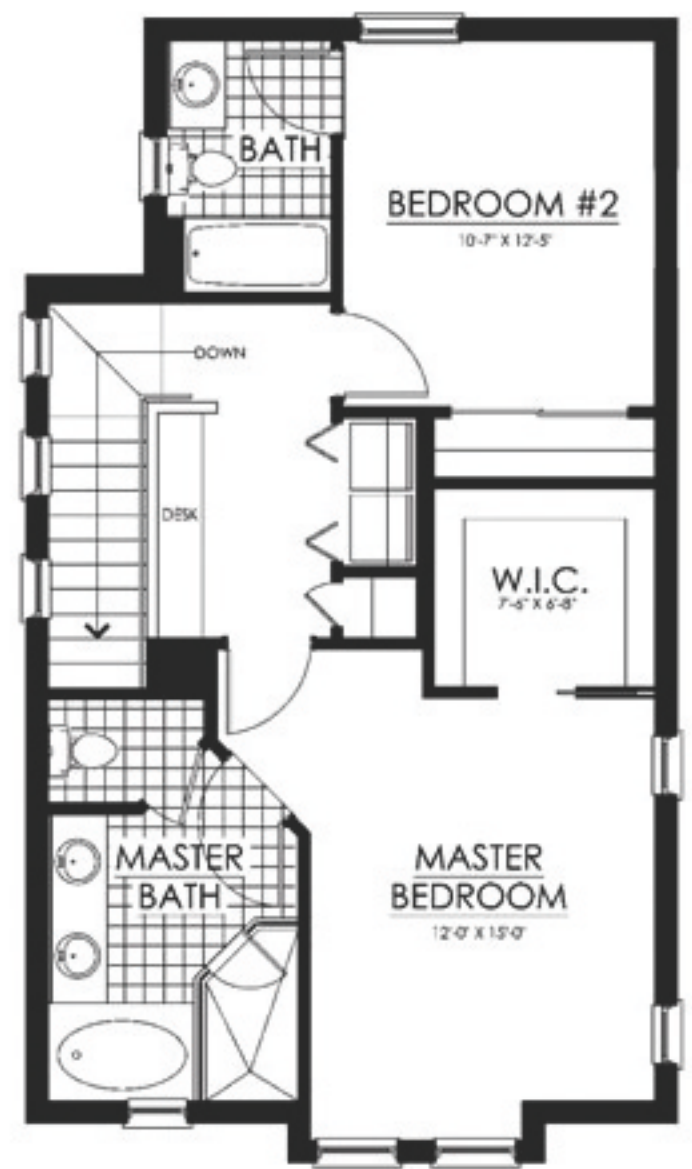 BATH
BEDROOM #2
10'-7" X 12'-5"
DOWN
DESK
W.I.C.
7'-6" X 6'-8"
MASTER
BATH
MASTER
BEDROOM
12'-0" X 15'-0"